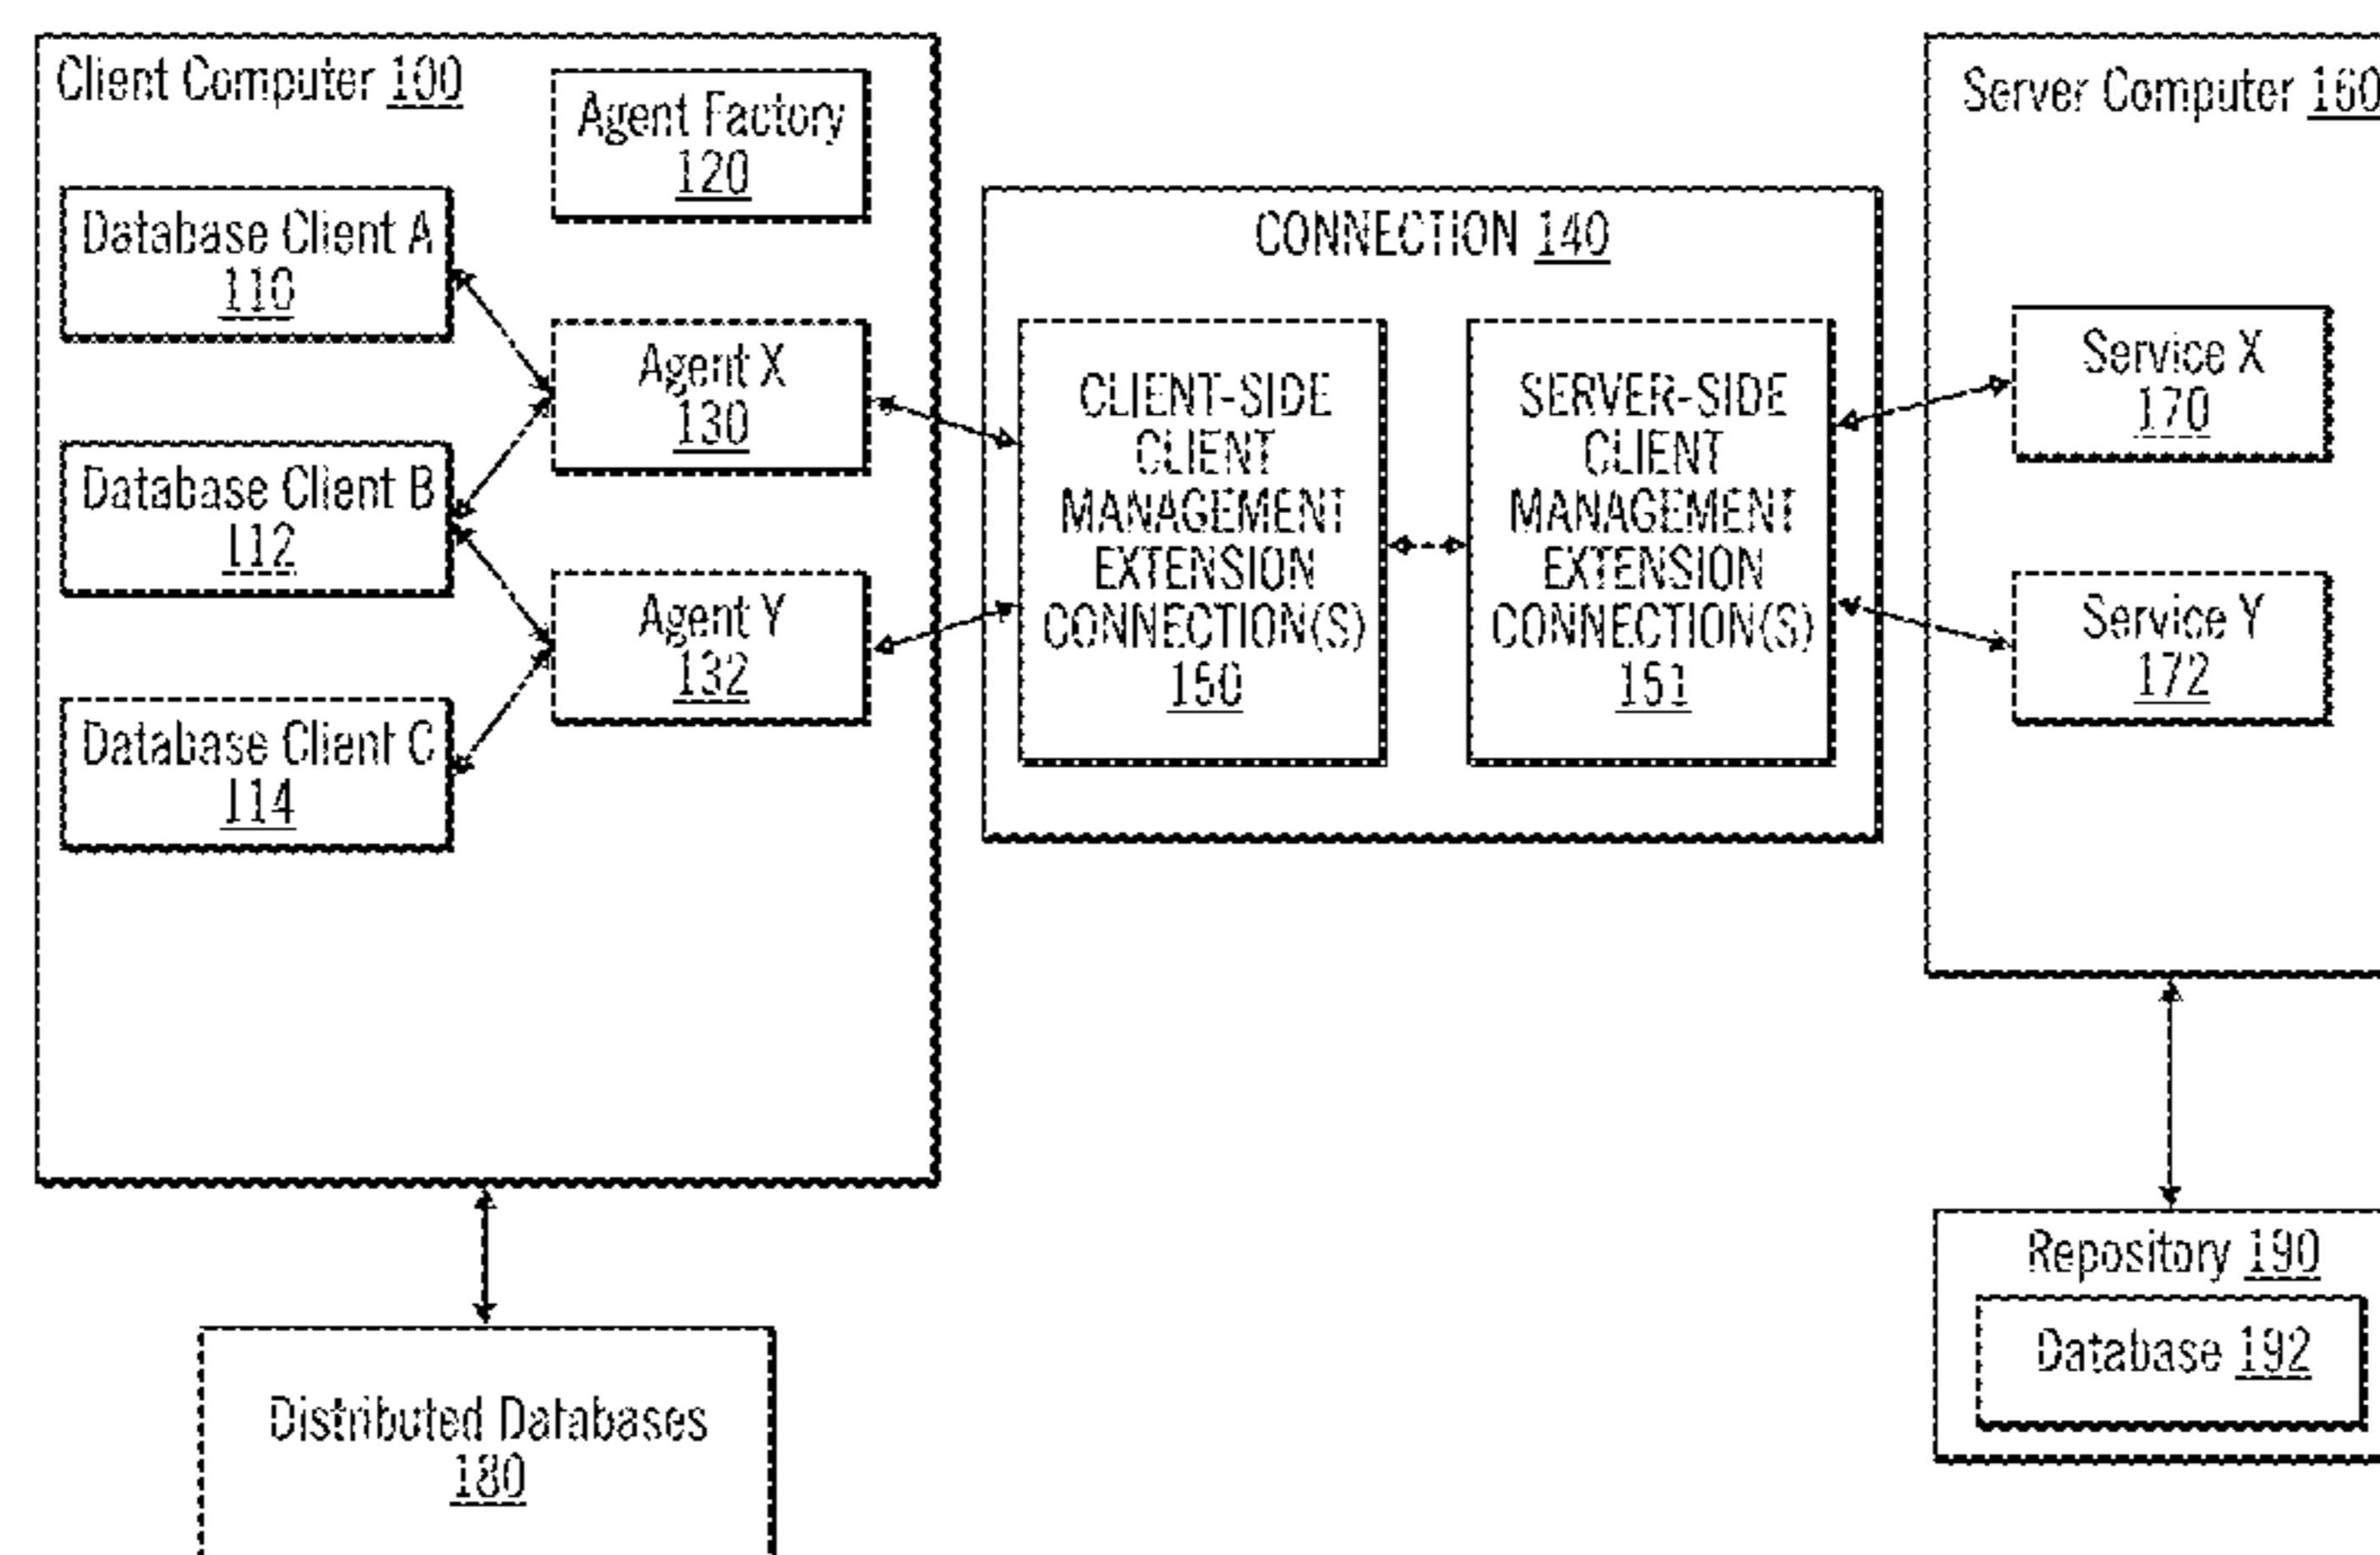 Client Computer 100
Agent Factory
120
Database Client A
110
Agent X
130
Database Client B
112
Agent Y
132
Database Client C
114
CONNECTION 140
CLIENT-SIDE
CLIENT
MANAGEMENT
EXTENSION
CONNECTION(S)
150
SERVER-SIDE
CLIENT
MANAGEMENT
EXTENSION
CONNECTION(S)
151
Server Computer 160
Service X
170
Service Y
172
Distributed Databases
180
Repository 190
Database 192